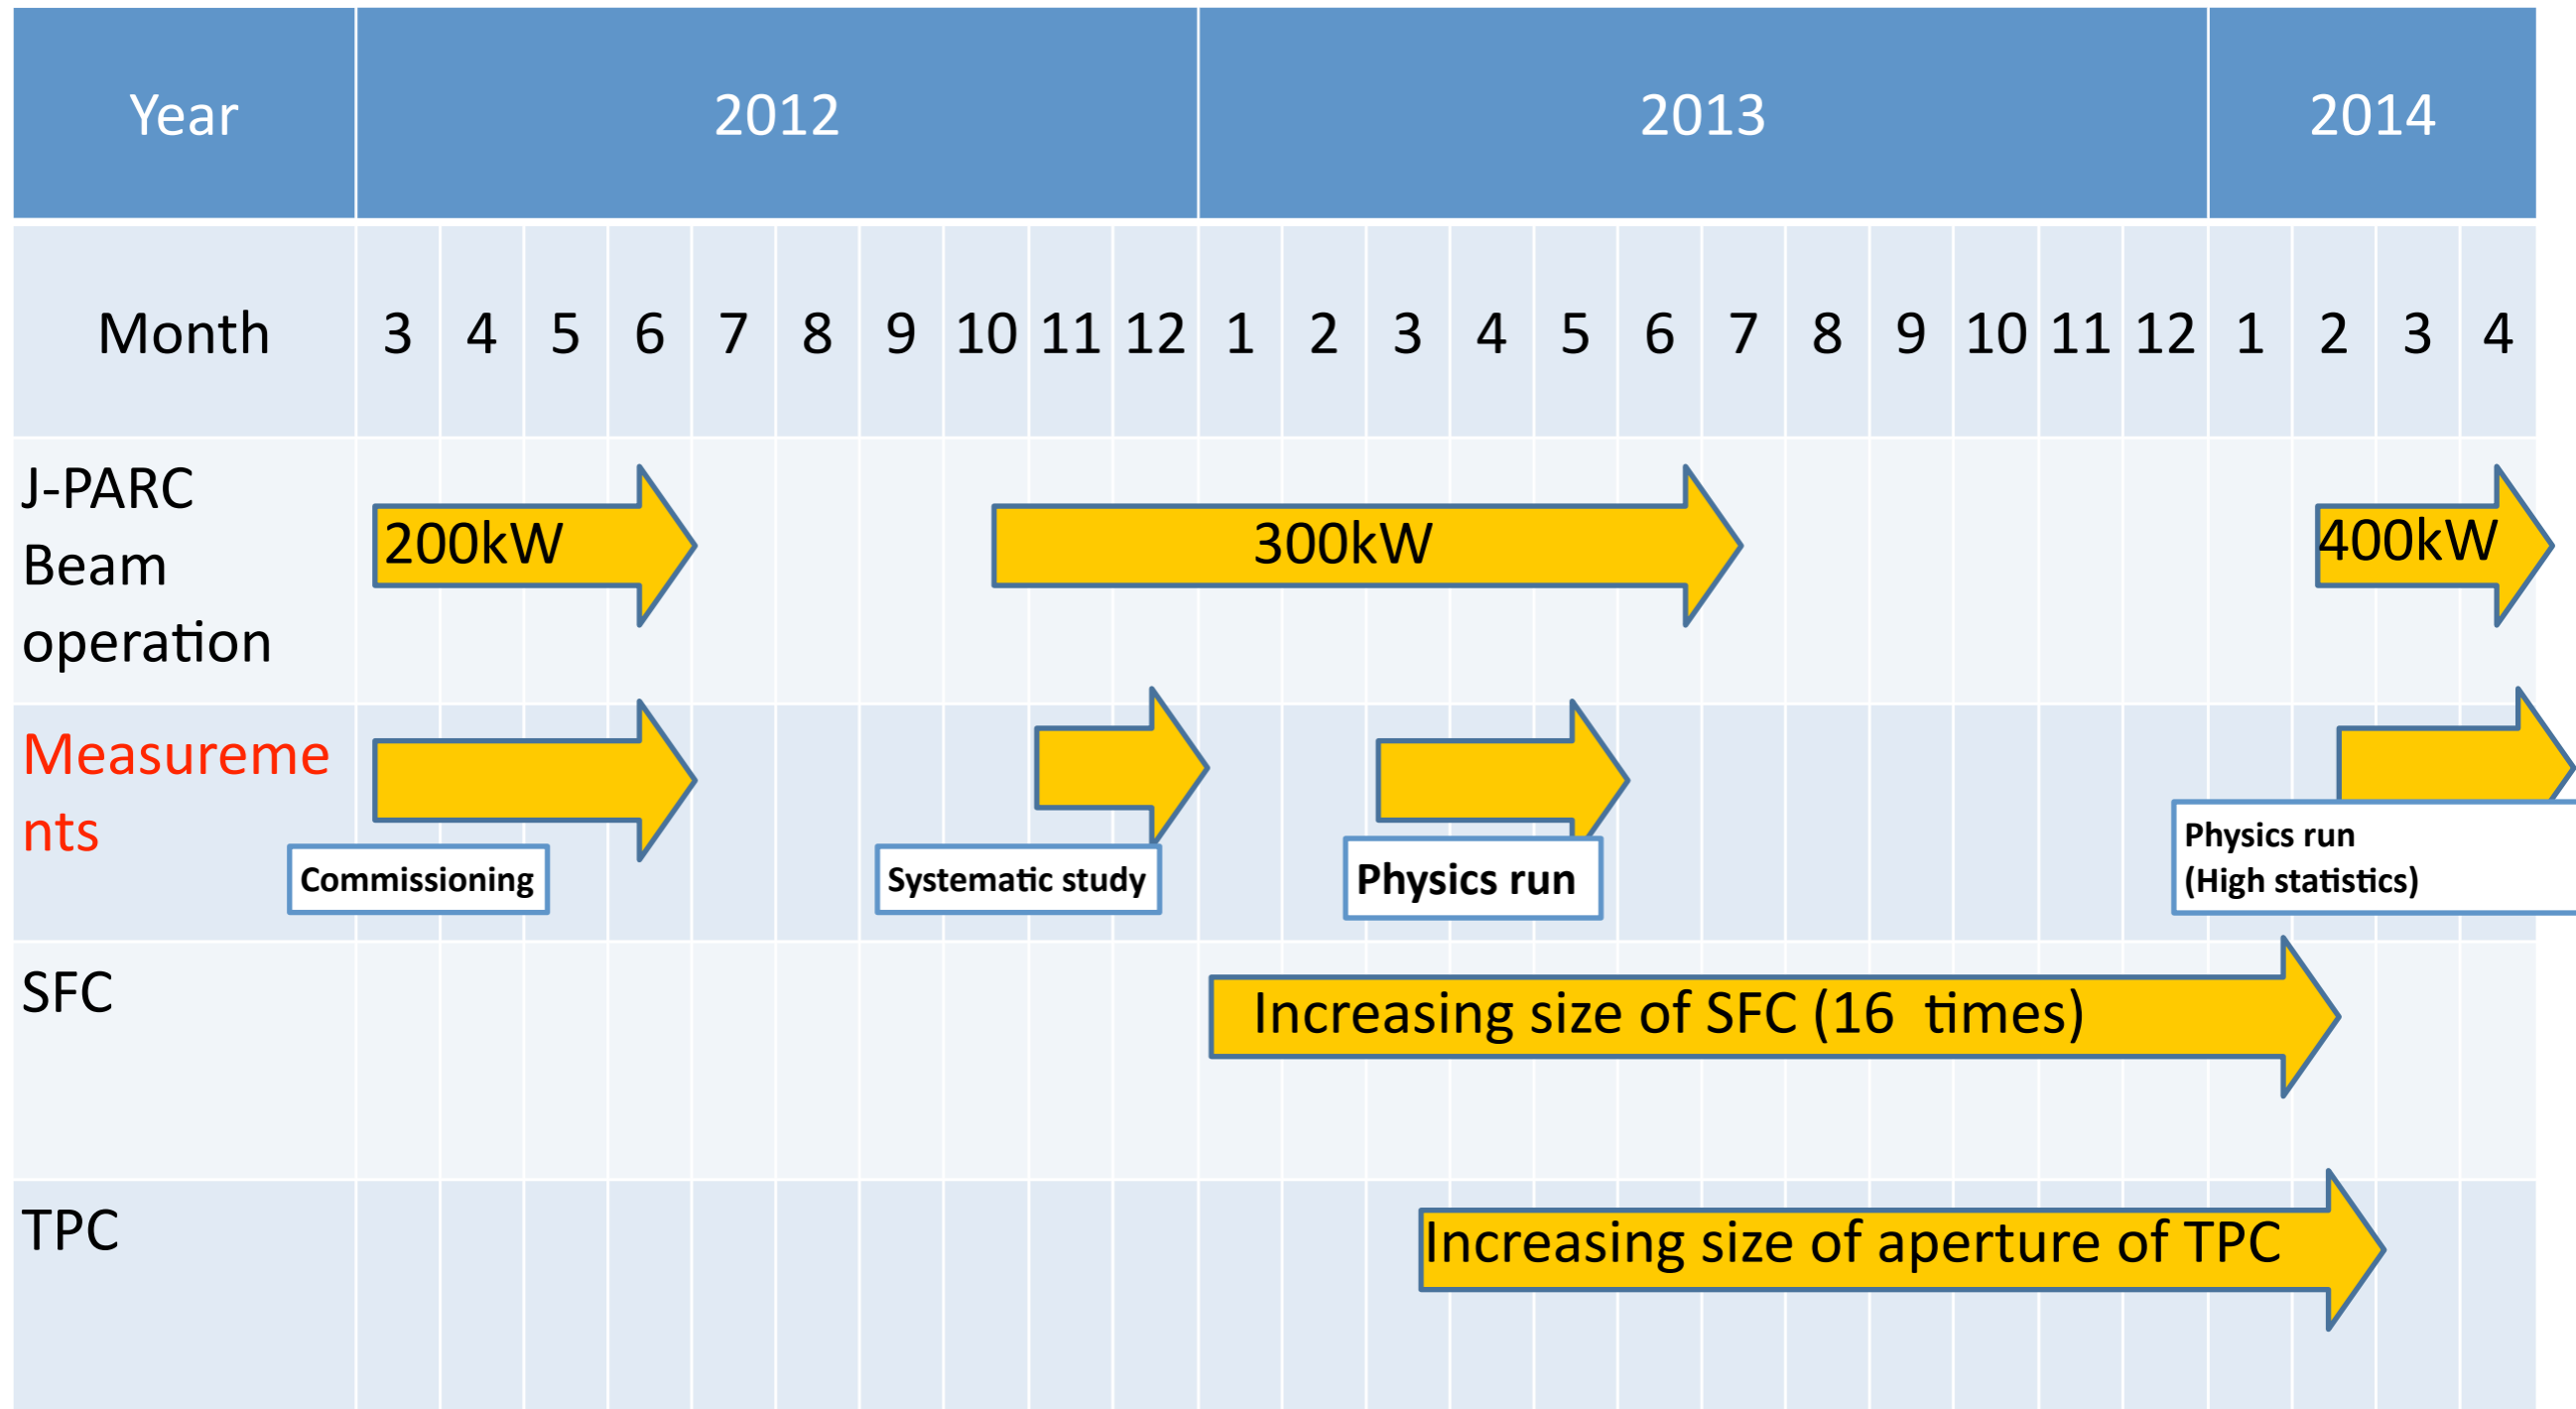 Year 2012 2013 2014
Month 3 4 5 6 7 8 9 10 11 12 1 2 3 4 5 6 7 8 9 10 11 12 1 2 3 4
J-PARC
Beam
operation
200kW 300kW 400kW
Measureme
nts
Commissioning
Systematic study
Physics run
Physics run
(High statistics)
SFC
Increasing size of SFC (16 times)
TPC
Increasing size of aperture of TPC